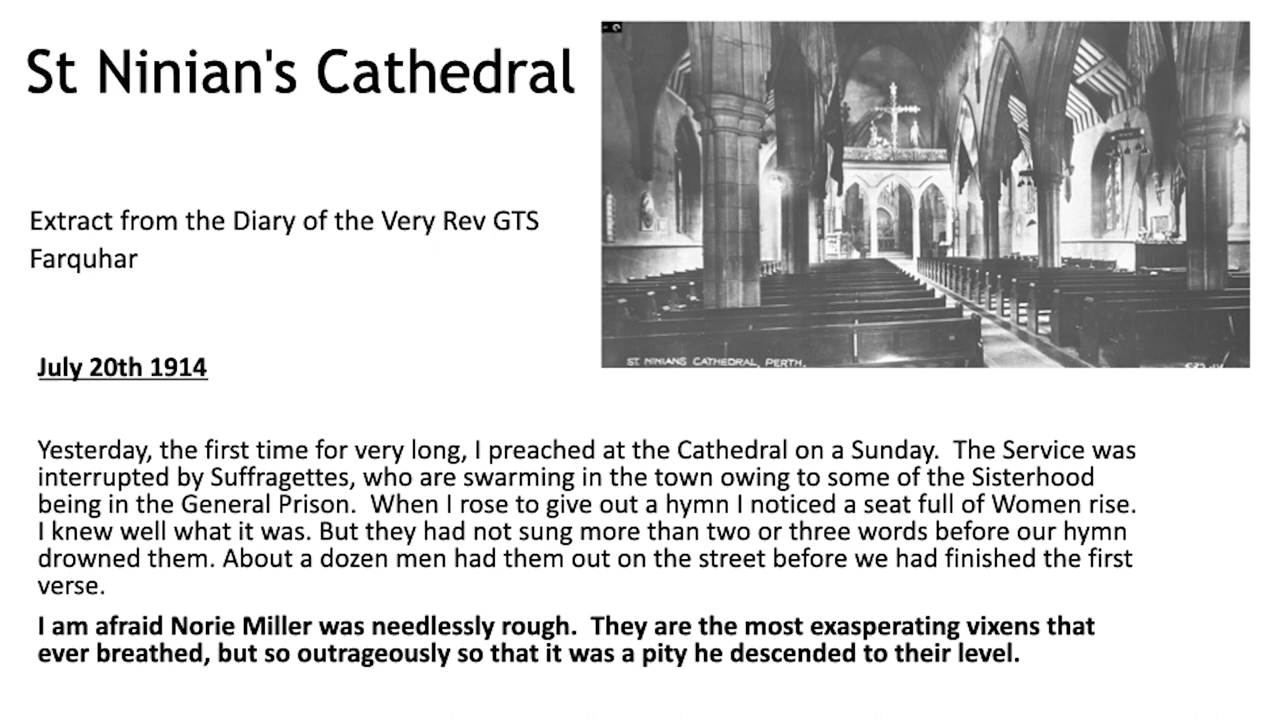 St Ninian's Cathedral
Extract from the Diary of the Very Rev GTS
Farquhar
ST. NINIANS CATHEDRAL, PERTH.
July 20th 1914
Yesterday, the first time for very long, I preached at the Cathedral on a Sunday.  The Service was
interrupted by Suffragettes, who are swarming in the town owing to some of the Sisterhood
being in the General Prison.  When I rose to give out a hymn I noticed a seat full of Women rise.
I knew well what it was. But they had not sung more than two or three words before our hymn
drowned them. About a dozen men had them out on the street before we had finished the first
verse.
I am afraid Norie Miller was needlessly rough.  They are the most exasperating vixens that
ever breathed, but so outrageously so that it was a pity he descended to their level.